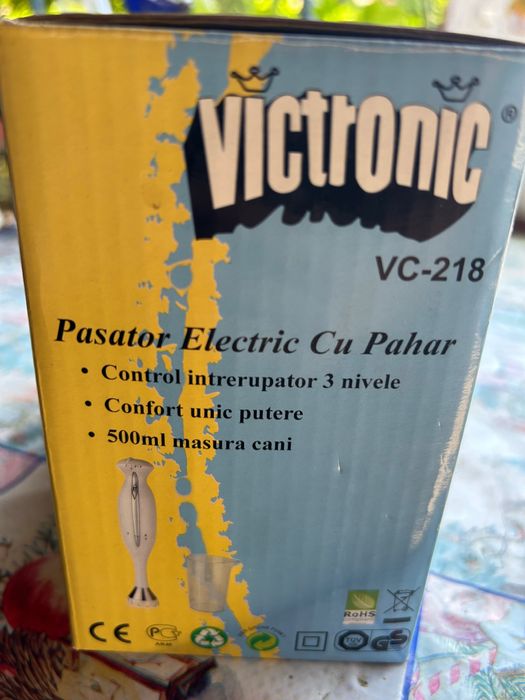 VICTRONIC®
VC-218
Pasator Electric Cu Pahar
• Control intrerupator 3 nivele
• Confort unic putere
• 500ml masura cani
RoHS
CE
TUV
GS